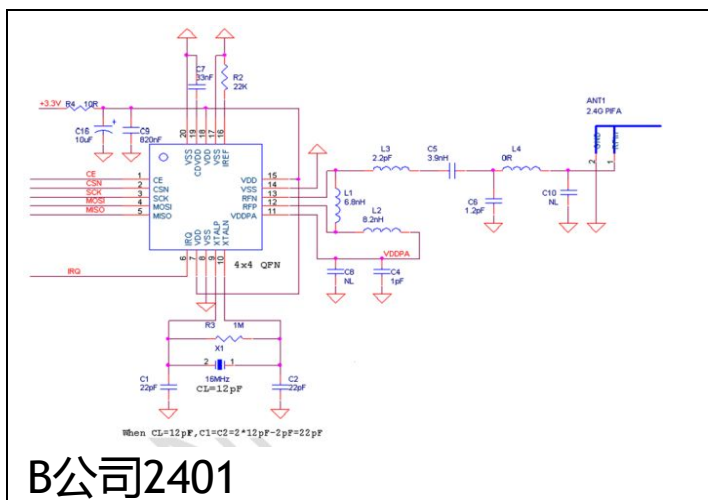 C7
33nF
R2
22K
+3.3V R4 10R
C16
10uF
C9
820nF
20 19 18 17 16
VSS CDVDD VDD VSS IREF
CE 1 CE
CSN 2 CSN
SCK 3 SCK
MOSI 4 MOSI
MISO 5 MISO
VDD 15
VSS 14
RFN 13
RFP 12
VDDPA 11
IRQ VDD VSS XTALP XTALN
6 7 8 9 10
4x4 QFN
IRQ
L1
6.8nH
L2
8.2nH
L3
2.2pF
C5
3.9nH
L4
0R
C6
1.2pF
C10
NL
ANT1
2.4G PIFA
GND
2 1
VDDPA
C8
NL
C4
1pF
R3 1M
X1
2 1
16MHz
CL=12pF
C1
22pF
C2
22pF
When CL=12pF,C1=C2=2*12pF-2pF=22pF
B公司2401